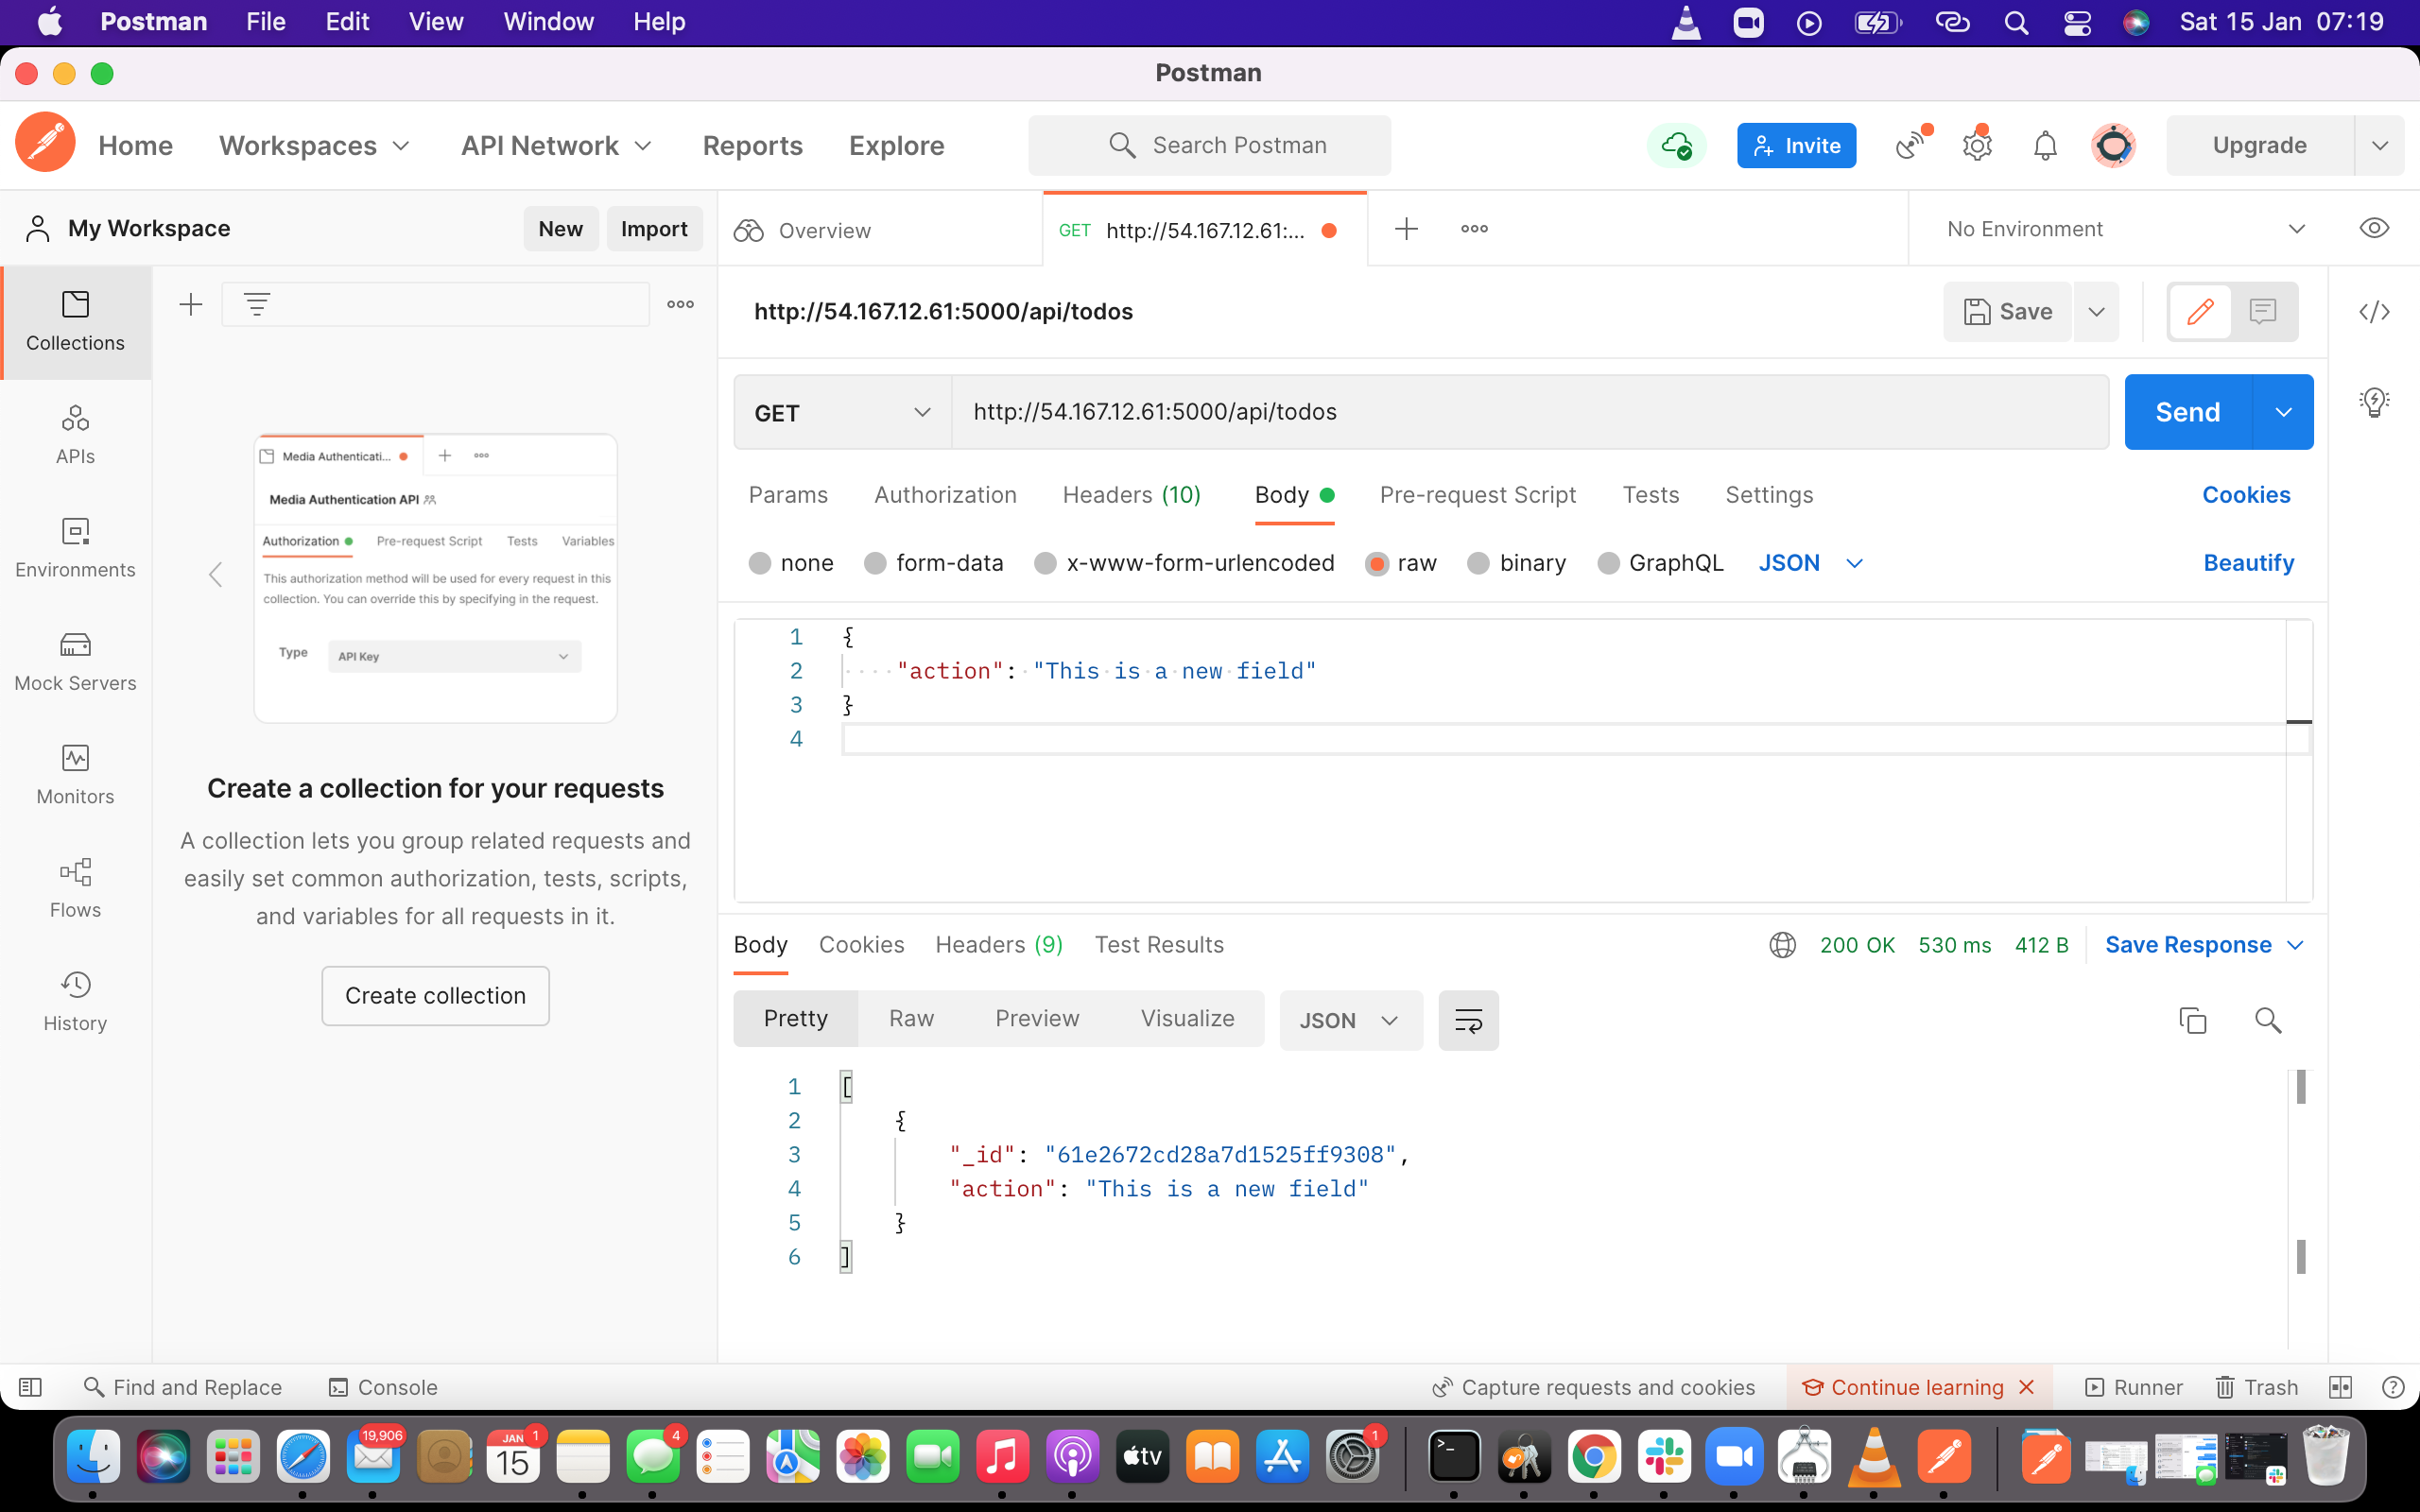 Postman File Edit View Window Help Sat 15 Jan 07:19
Postman
Home Workspaces API Network Reports Explore Search Postman Invite Upgrade
My Workspace New Import Overview GET http://54.167.12.61:... No Environment
Collections
APIs
Environments
Mock Servers
Monitors
Flows
History
Media Authenticati...
Media Authentication API
Authorization Pre-request Script Tests Variables
This authorization method will be used for every request in this
collection. You can override this by specifying in the request.
Type API Key
Create a collection for your requests
A collection lets you group related requests and
easily set common authorization, tests, scripts,
and variables for all requests in it.
Create collection
http://54.167.12.61:5000/api/todos Save
GET http://54.167.12.61:5000/api/todos Send
Params Authorization Headers (10) Body Pre-request Script Tests Settings Cookies
none form-data x-www-form-urlencoded raw binary GraphQL JSON Beautify
1 {
2 "action": "This is a new field"
3 }
4
Body Cookies Headers (9) Test Results 200 OK 530 ms 412 B Save Response
Pretty Raw Preview Visualize JSON
1 [
2 {
3 "_id": "61e2672cd28a7d1525ff9308",
4 "action": "This is a new field"
5 }
6 ]
Find and Replace Console Capture requests and cookies Continue learning Runner Trash
19,906 JAN 15 1 4 tv 1